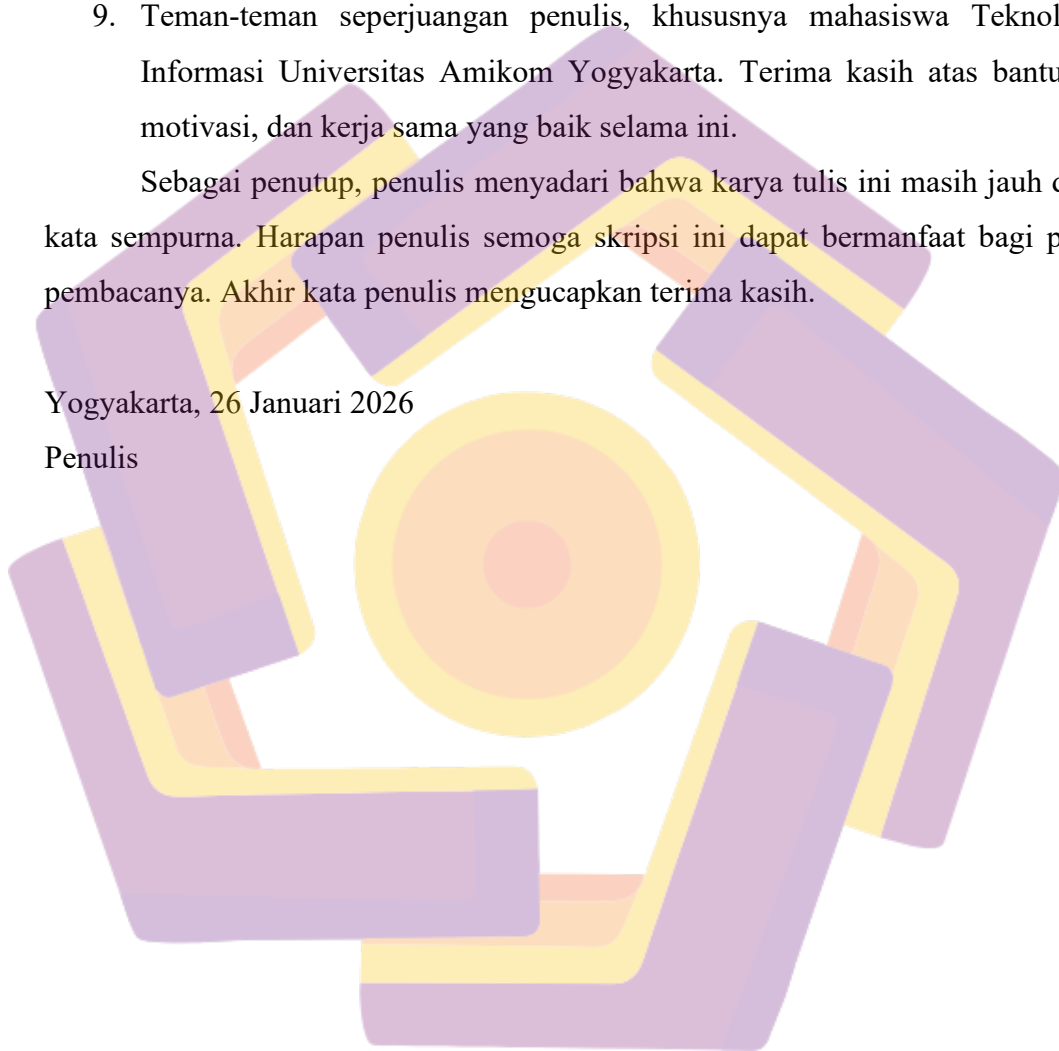 9. Teman-teman seperjuangan penulis, khususnya mahasiswa Teknol
Informasi Universitas Amikom Yogyakarta. Terima kasih atas bantu
motivasi, dan kerja sama yang baik selama ini.
Sebagai penutup, penulis menyadari bahwa karya tulis ini masih jauh d
kata sempurna. Harapan penulis semoga skripsi ini dapat bermanfaat bagi p
pembacanya. Akhir kata penulis mengucapkan terima kasih.
Yogyakarta, 26 Januari 2026
Penulis